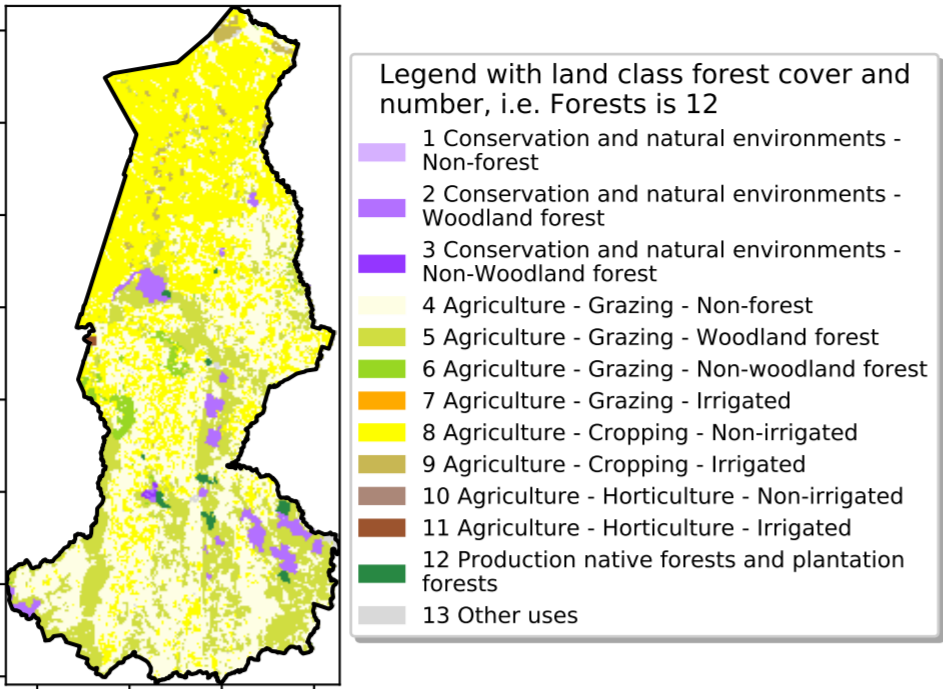 Legend with land class forest cover and
number, i.e. Forests is 12
1 Conservation and natural environments -
Non-forest
2 Conservation and natural environments -
Woodland forest
3 Conservation and natural environments -
Non-Woodland forest
4 Agriculture - Grazing - Non-forest
5 Agriculture - Grazing - Woodland forest
6 Agriculture - Grazing - Non-woodland forest
7 Agriculture - Grazing - Irrigated
8 Agriculture - Cropping - Non-irrigated
9 Agriculture - Cropping - Irrigated
10 Agriculture - Horticulture - Non-irrigated
11 Agriculture - Horticulture - Irrigated
12 Production native forests and plantation
forests
13 Other uses